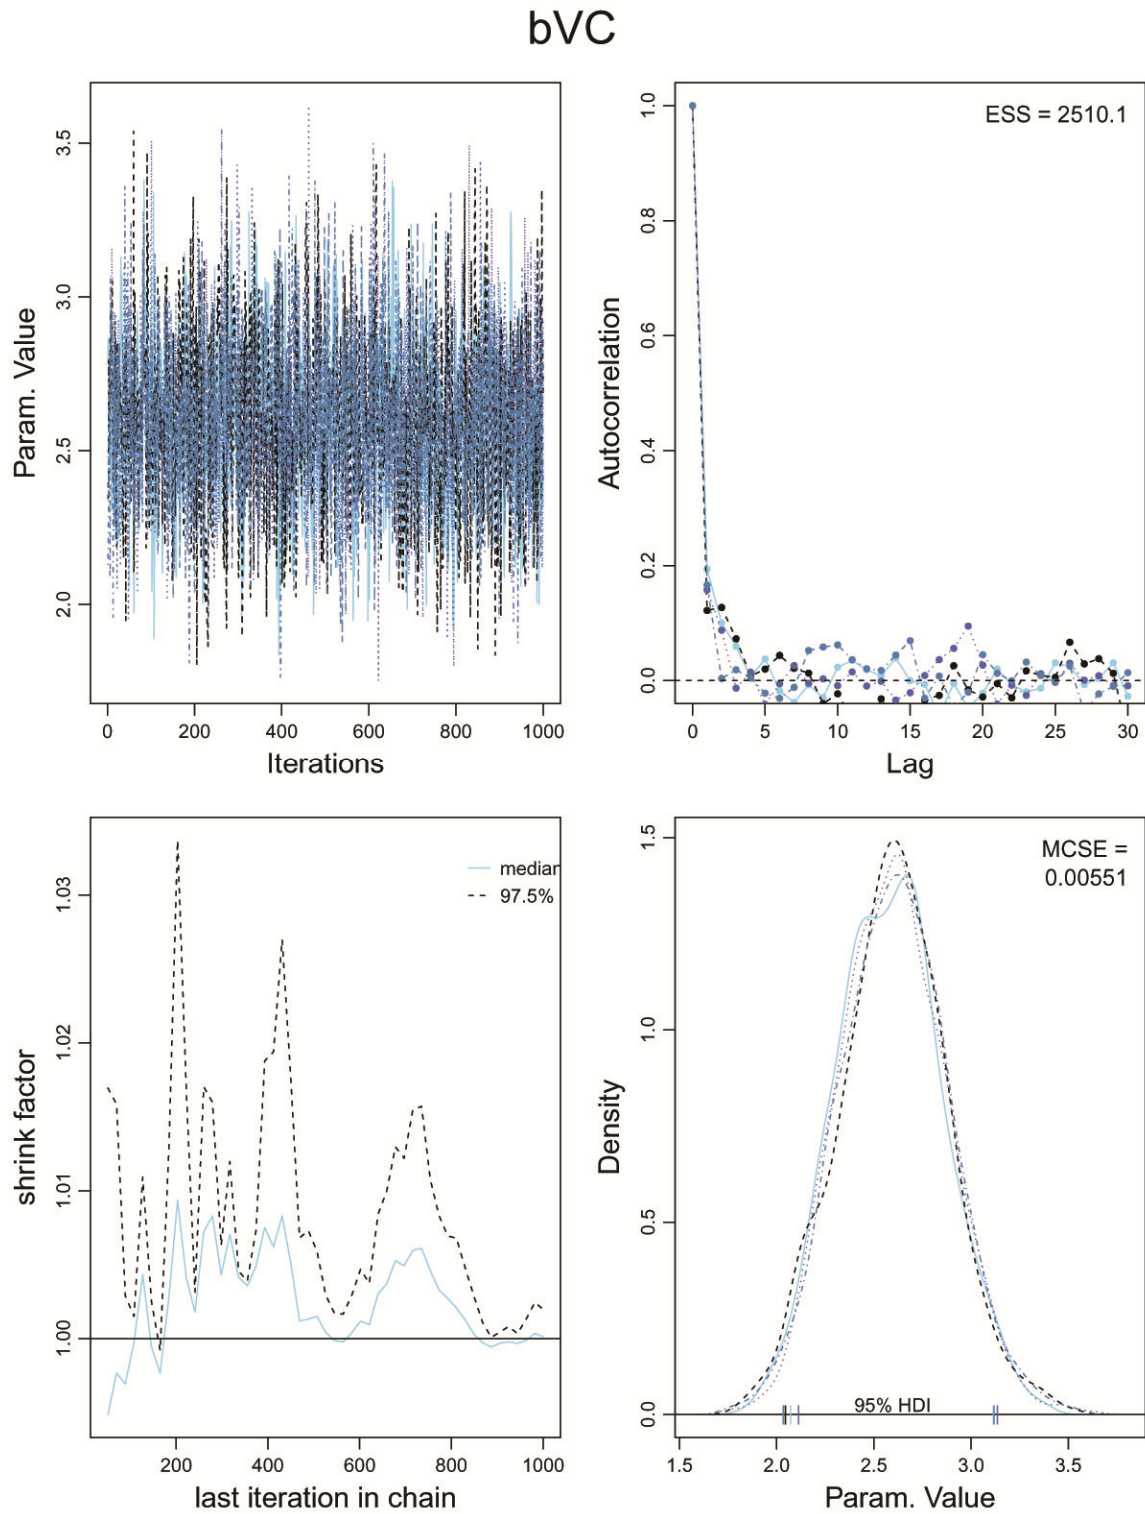 bVC
3.5
3.0
2.5
2.0
Param. Value
0 200 400 600 800 1000
Iterations
ESS = 2510.1
1.0
0.8
0.6
0.4
0.2
0.0
Autocorrelation
0 5 10 15 20 25 30
Lag
median
97.5%
1.03
1.02
1.01
1.00
shrink factor
200 400 600 800 1000
last iteration in chain
MCSE =
0.00551
1.5
1.0
0.5
0.0
Density
95% HDI
1.5 2.0 2.5 3.0 3.5
Param. Value